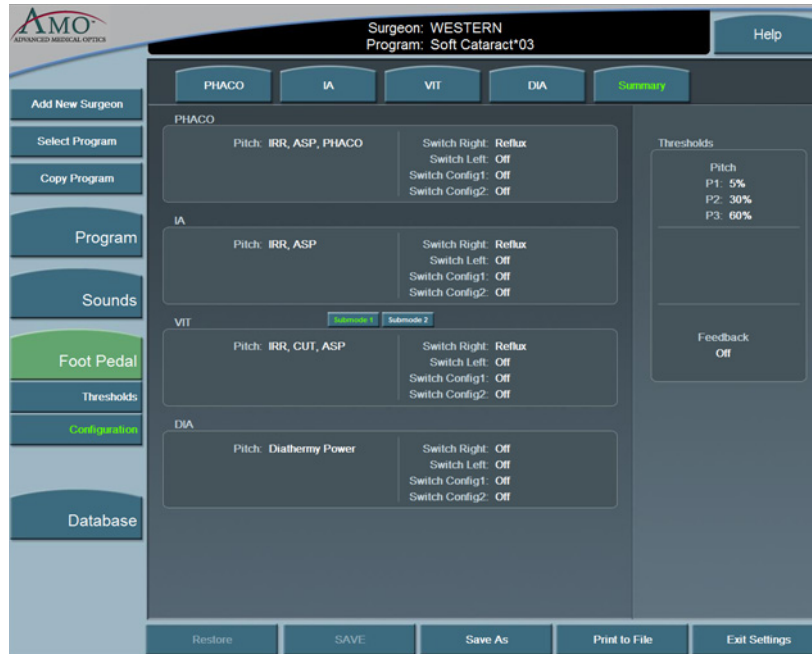 AMO
ADVANCED MEDICAL OPTICS
Surgeon: WESTERN
Program: Soft Cataract*03
Help
PHACO IA VIT DIA Summary
Add New Surgeon
Select Program
Copy Program
Program
Sounds
Foot Pedal
Thresholds
Configuration
Database
PHACO
Pitch: IRR, ASP, PHACO
Switch Right: Reflux
Switch Left: Off
Switch Config1: Off
Switch Config2: Off
IA
Pitch: IRR, ASP
Switch Right: Reflux
Switch Left: Off
Switch Config1: Off
Switch Config2: Off
VIT
Submode 1 Submode 2
Pitch: IRR, CUT, ASP
Switch Right: Reflux
Switch Left: Off
Switch Config1: Off
Switch Config2: Off
DIA
Pitch: Diathermy Power
Switch Right: Off
Switch Left: Off
Switch Config1: Off
Switch Config2: Off
Thresholds
Pitch
P1: 5%
P2: 30%
P3: 60%
Feedback
Off
Restore SAVE Save As Print to File Exit Settings